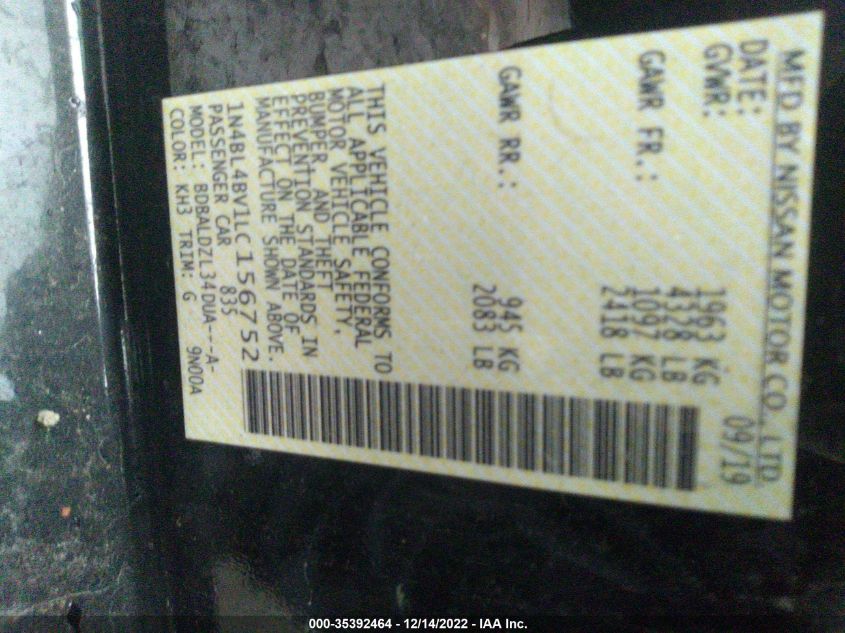 MFD BY NISSAN MOTOR CO., LTD.
DATE: 09/19
GVWR: 1963 KG
4328 LB
GAWR FR.: 1097 KG
2418 LB
GAWR RR.: 945 KG
2083 LB
THIS VEHICLE CONFORMS TO
ALL APPLICABLE FEDERAL
MOTOR VEHICLE SAFETY,
BUMPER, AND THEFT
PREVENTION STANDARDS IN
EFFECT ON THE DATE OF
MANUFACTURE SHOWN ABOVE.
1N4BL4BV1LC156752
PASSENGER CAR 835
MODEL: BDBALDZL34DUA---A-
COLOR: KH3 TRIM: G 9N00A
000-35392464 - 12/14/2022 - IAA Inc.